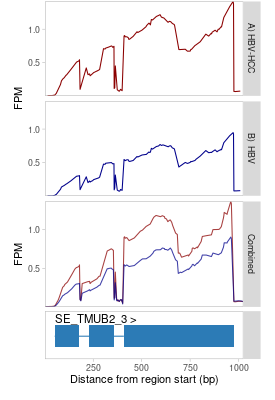 A) HBV-HCC
1.0
0.5
FPM
B) HBV
1.0
0.5
Combined
1.0
0.5
FPM
SE_TMUB2_3 >
250 500 750 1000
Distance from region start (bp)